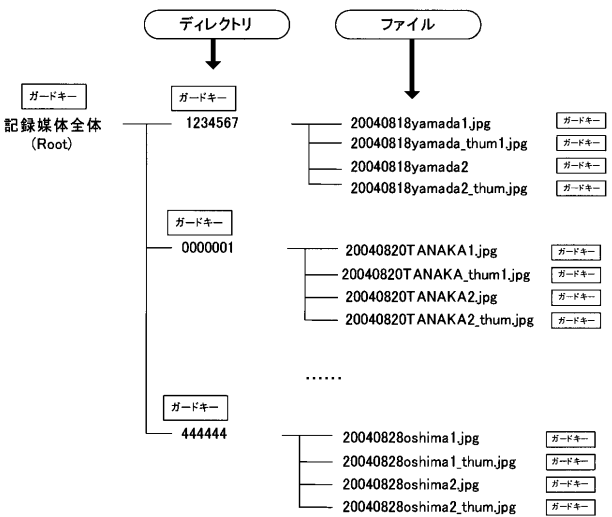 ディレクトリ
ファイル
ガードキー
記録媒体全体
(Root)
ガードキー
1234567
20040818yamada1.jpg ガードキー
20040818yamada_thum1.jpg ガードキー
20040818yamada2 ガードキー
20040818yamada2_thum.jpg ガードキー
ガードキー
0000001
20040820TANAKA1.jpg ガードキー
20040820TANAKA_thum1.jpg ガードキー
20040820TANAKA2.jpg ガードキー
20040820TANAKA2_thum.jpg ガードキー
……
ガードキー
444444
20040828oshima1.jpg ガードキー
20040828oshima1_thum.jpg ガードキー
20040828oshima2.jpg ガードキー
20040828oshima2_thum.jpg ガードキー